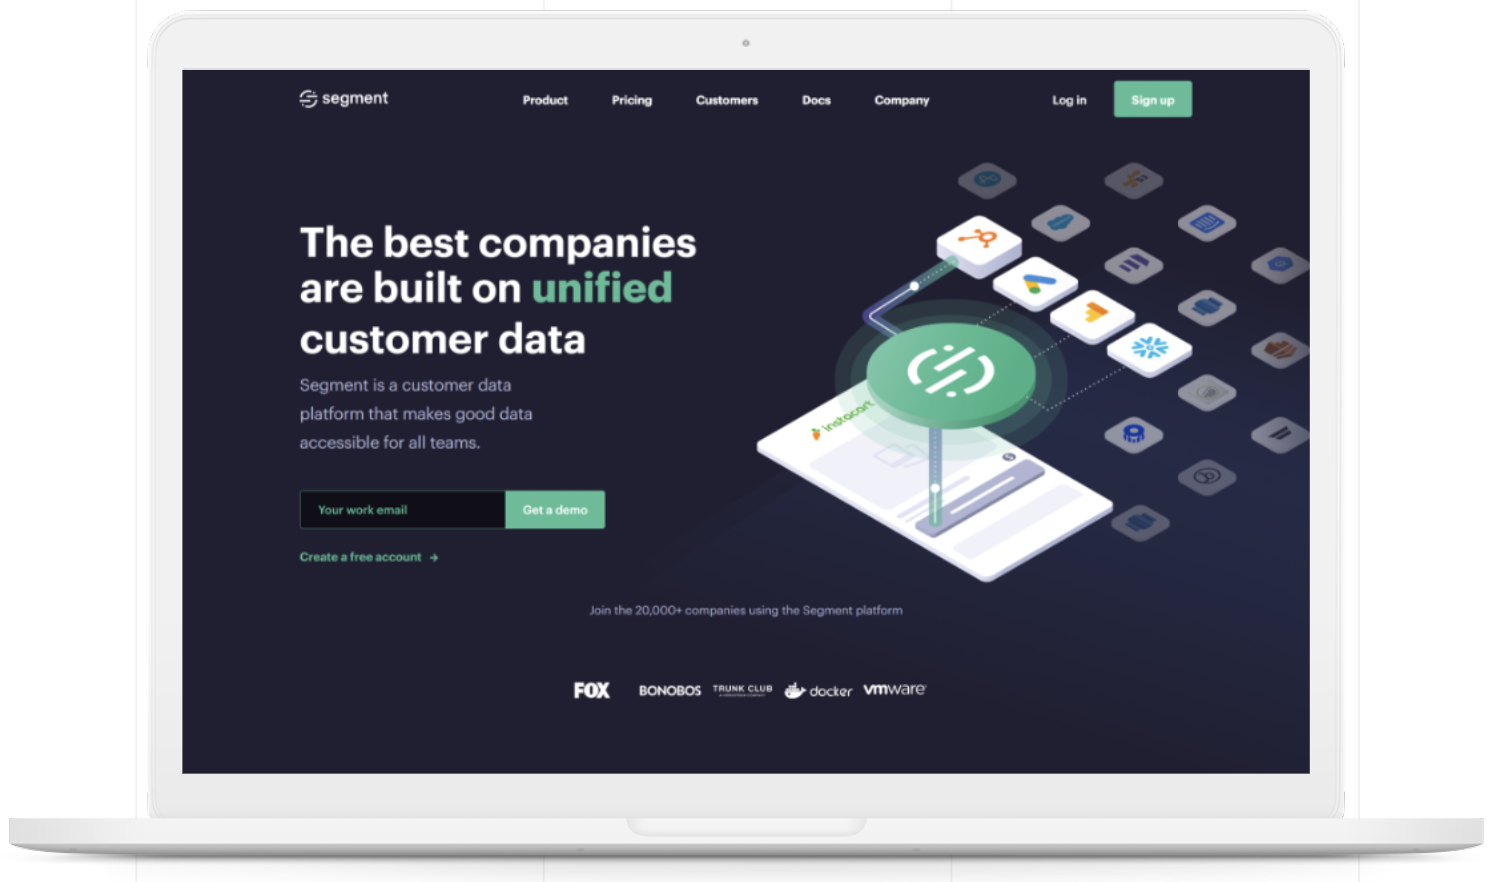 segment
Product Pricing Customers Docs Company Log in Sign up
The best companies
are built on unified
customer data
Segment is a customer data
platform that makes good data
accessible for all teams.
Your work email Get a demo
Create a free account →
instacart
Join the 20,000+ companies using the Segment platform
FOX BONOBOS TRUNK CLUB docker vmware